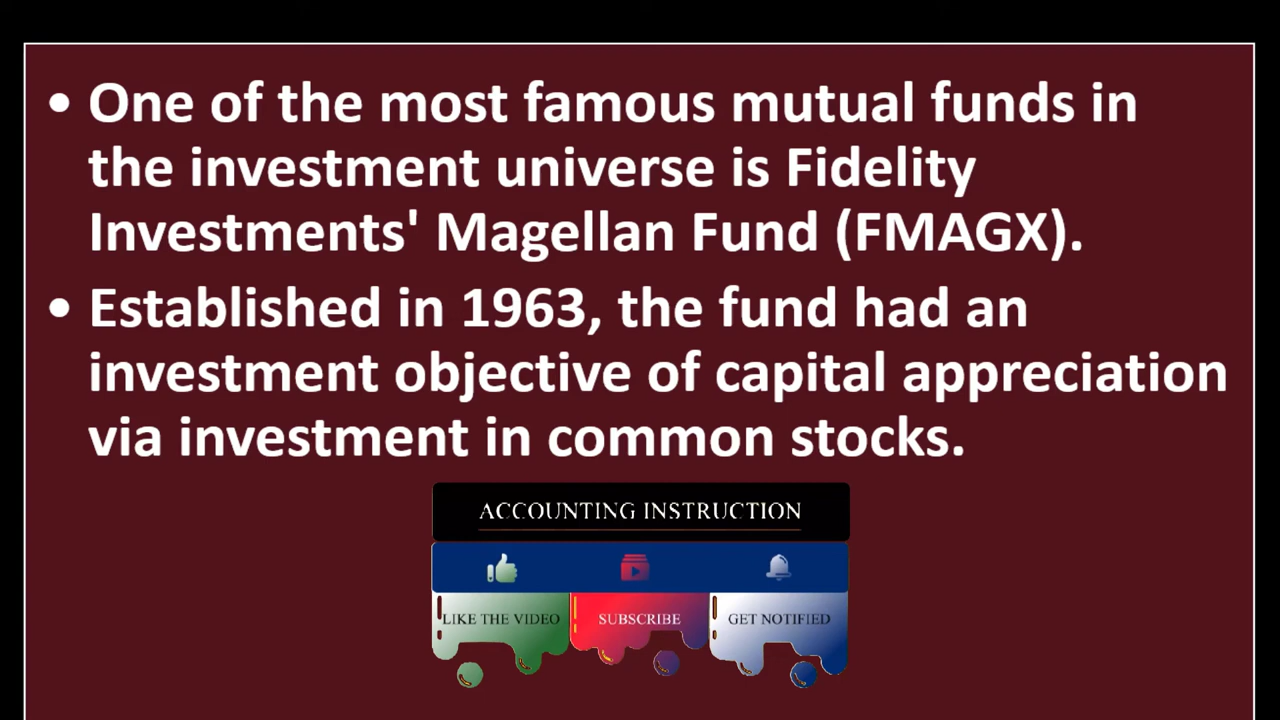 • One of the most famous mutual funds in
the investment universe is Fidelity
Investments' Magellan Fund (FMAGX).
• Established in 1963, the fund had an
investment objective of capital appreciation
via investment in common stocks.
ACCOUNTING INSTRUCTION
LIKE THE VIDEO SUBSCRIBE GET NOTIFIED